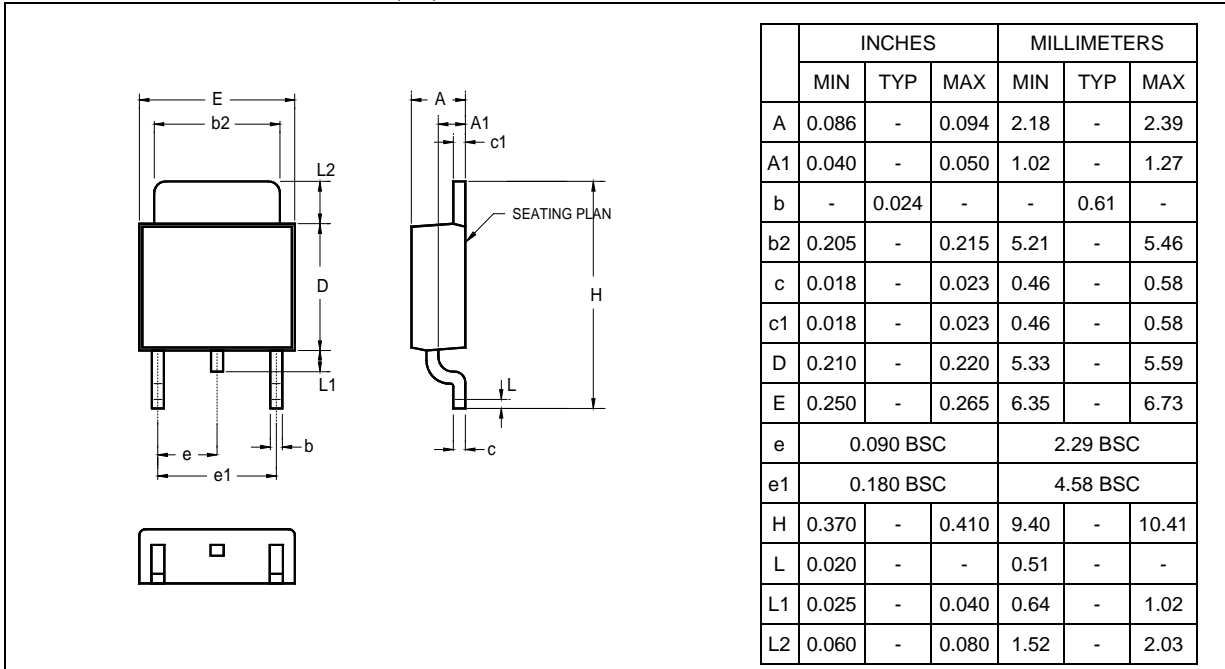 E
b2
L2
D
L1
e
b
e1
A
A1
c1
SEATING PLAN
H
L
c
INCHES MILLIMETERS
MIN TYP MAX MIN TYP MAX
A 0.086 - 0.094 2.18 - 2.39
A1 0.040 - 0.050 1.02 - 1.27
b - 0.024 - - 0.61 -
b2 0.205 - 0.215 5.21 - 5.46
c 0.018 - 0.023 0.46 - 0.58
c1 0.018 - 0.023 0.46 - 0.58
D 0.210 - 0.220 5.33 - 5.59
E 0.250 - 0.265 6.35 - 6.73
e 0.090 BSC 2.29 BSC
e1 0.180 BSC 4.58 BSC
H 0.370 - 0.410 9.40 - 10.41
L 0.020 - - 0.51 - -
L1 0.025 - 0.040 0.64 - 1.02
L2 0.060 - 0.080 1.52 - 2.03